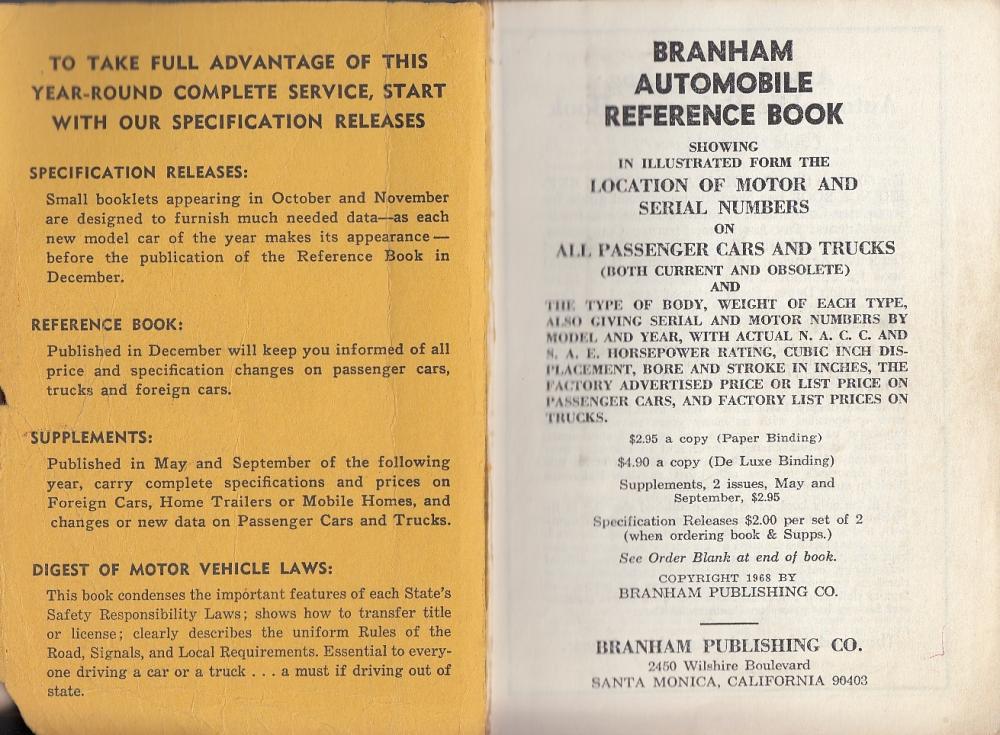 TO TAKE FULL ADVANTAGE OF THIS
YEAR-ROUND COMPLETE SERVICE, START
WITH OUR SPECIFICATION RELEASES
SPECIFICATION RELEASES:
Small booklets appearing in October and November
are designed to furnish much needed data—as each
new model car of the year makes its appearance —
before the publication of the Reference Book in
December.
REFERENCE BOOK:
Published in December will keep you informed of all
price and specification changes on passenger cars,
trucks and foreign cars.
SUPPLEMENTS:
Published in May and September of the following
year, carry complete specifications and prices on
Foreign Cars, Home Trailers or Mobile Homes, and
changes or new data on Passenger Cars and Trucks.
DIGEST OF MOTOR VEHICLE LAWS:
This book condenses the important features of each State's
Safety Responsibility Laws; shows how to transfer title
or license; clearly describes the uniform Rules of the
Road, Signals, and Local Requirements. Essential to every-
one driving a car or a truck . . . a must if driving out of
state.
BRANHAM
AUTOMOBILE
REFERENCE BOOK
SHOWING
IN ILLUSTRATED FORM THE
LOCATION OF MOTOR AND
SERIAL NUMBERS
ON
ALL PASSENGER CARS AND TRUCKS
(BOTH CURRENT AND OBSOLETE)
AND
THE TYPE OF BODY, WEIGHT OF EACH TYPE,
ALSO GIVING SERIAL AND MOTOR NUMBERS BY
MODEL AND YEAR, WITH ACTUAL N. A. C. C. AND
S. A. E. HORSEPOWER RATING, CUBIC INCH DIS-
PLACEMENT, BORE AND STROKE IN INCHES, THE
FACTORY ADVERTISED PRICE OR LIST PRICE ON
PASSENGER CARS, AND FACTORY LIST PRICES ON
TRUCKS.
$2.95 a copy (Paper Binding)
$4.90 a copy (De Luxe Binding)
Supplements, 2 issues, May and
September, $2.95
Specification Releases $2.00 per set of 2
(when ordering book & Supps.)
See Order Blank at end of book.
COPYRIGHT 1968 BY
BRANHAM PUBLISHING CO.
BRANHAM PUBLISHING CO.
2450 Wilshire Boulevard
SANTA MONICA, CALIFORNIA 90403